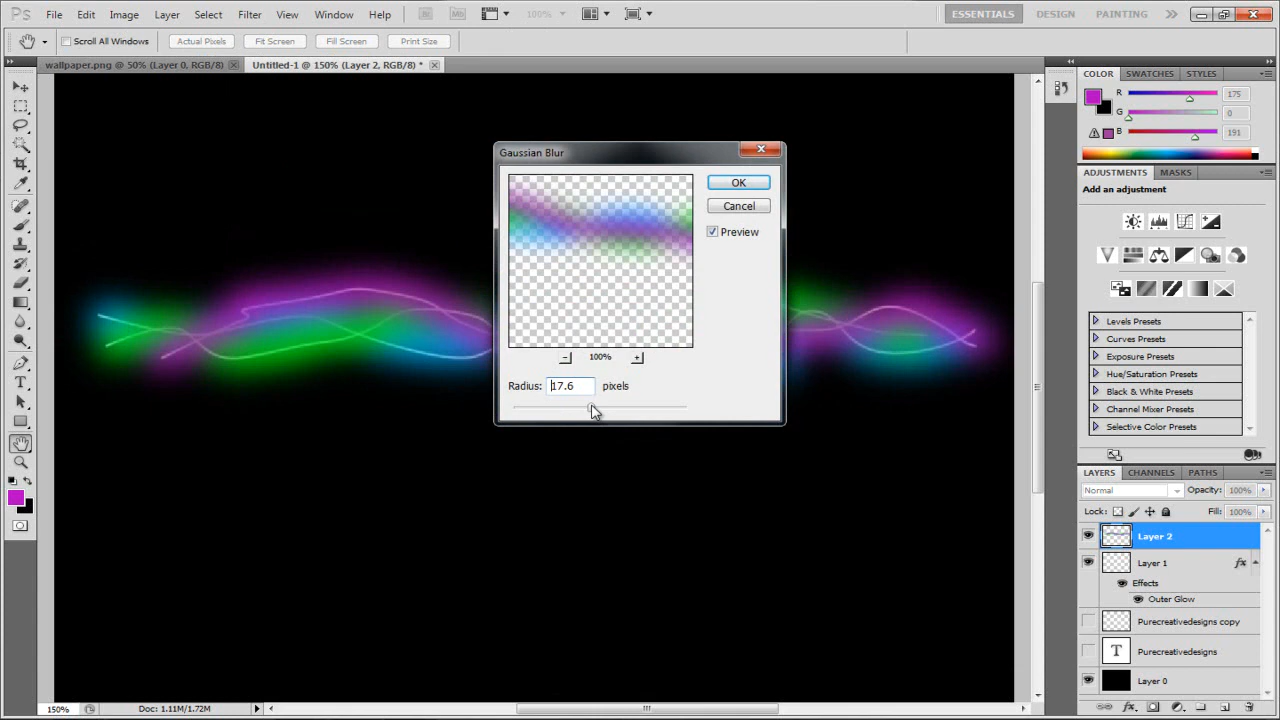 Ps File Edit Image Layer Select Filter View Window Help Br Mb 100% ESSENTIALS DESIGN PAINTING
Scroll All Windows Actual Pixels Fit Screen Fill Screen Print Size
wallpaper.png @ 50% (Layer 0, RGB/8) Untitled-1 @ 150% (Layer 2, RGB/8) *
Gaussian Blur
OK
Cancel
Preview
100%
Radius: 17.6 pixels
COLOR SWATCHES STYLES
R 175
G 0
B 191
ADJUSTMENTS MASKS
Add an adjustment
Levels Presets
Curves Presets
Exposure Presets
Hue/Saturation Presets
Black & White Presets
Channel Mixer Presets
Selective Color Presets
LAYERS CHANNELS PATHS
Normal Opacity: 100%
Lock: Fill: 100%
Layer 2
Layer 1 fx
Effects
Outer Glow
Purecreativedesigns copy
T Purecreativedesigns
Layer 0
150% Doc: 1.11M/1.72M